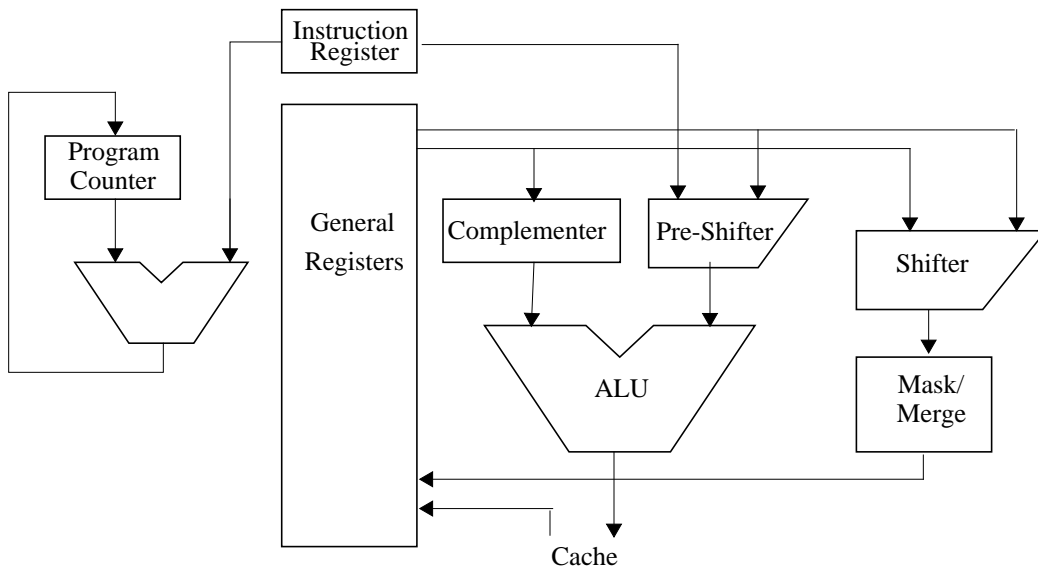 Instruction
Register
Program
Counter
General
Registers
Complementer
Pre-Shifter
Shifter
ALU
Mask/
Merge
Cache